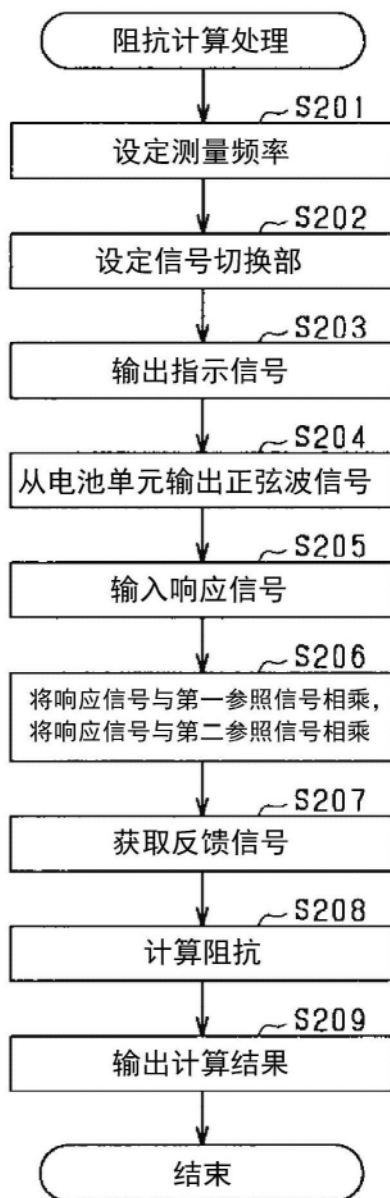 阻抗计算处理
S201
设定测量频率
S202
设定信号切换部
S203
输出指示信号
S204
从电池单元输出正弦波信号
S205
输入响应信号
S206
将响应信号与第一参照信号相乘，
将响应信号与第二参照信号相乘
S207
获取反馈信号
S208
计算阻抗
S209
输出计算结果
结束